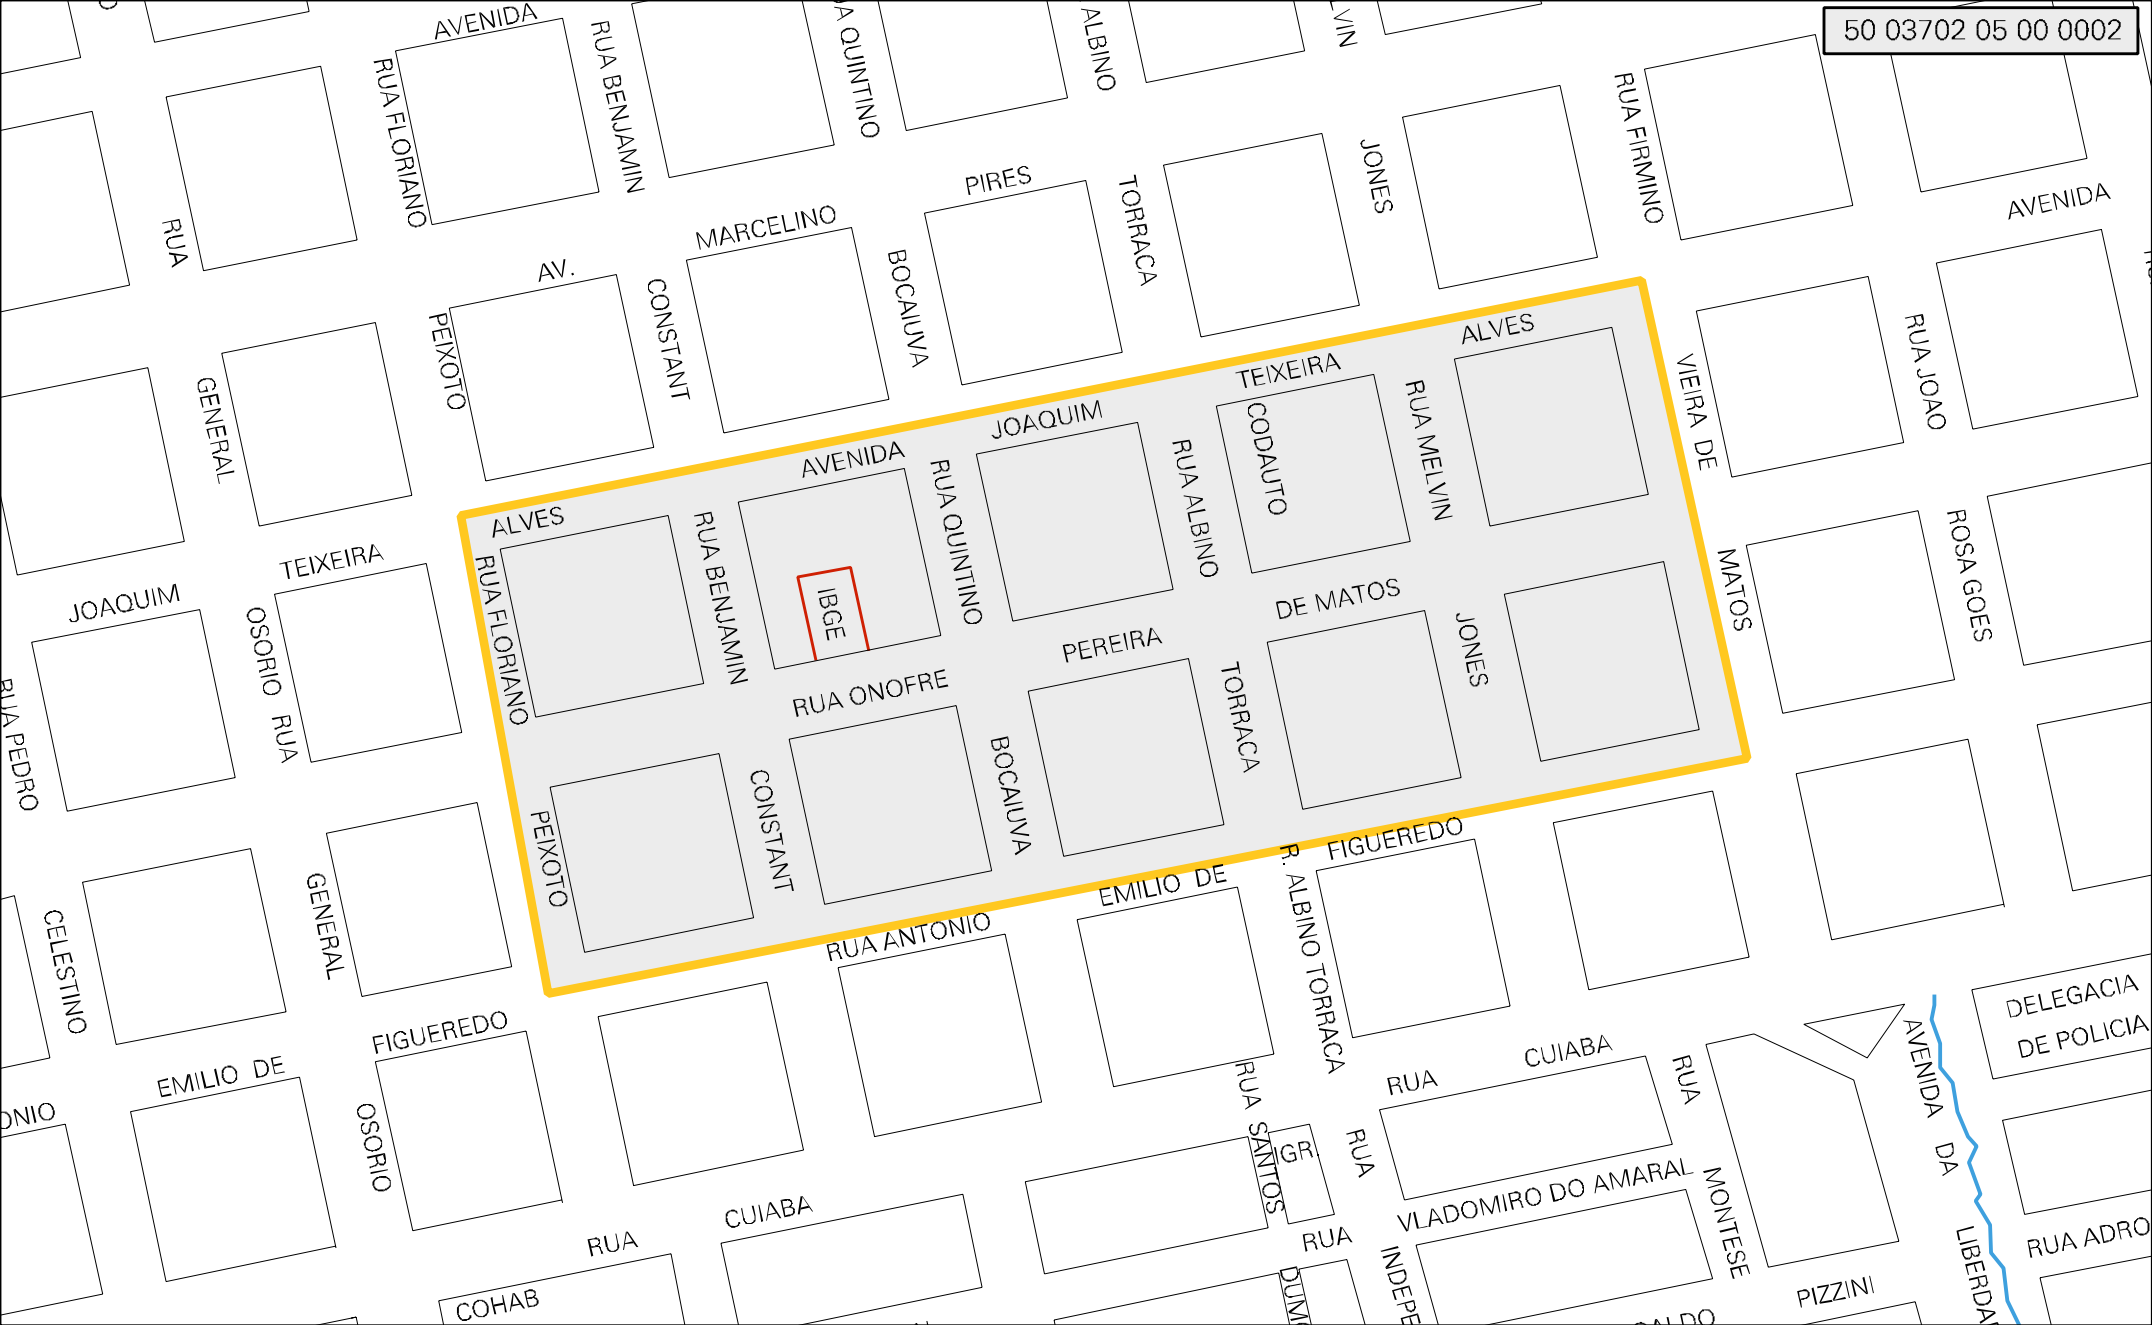 50 03702 05 00 0002
AVENIDA
RUA FLORIANO
RUA BENJAMIN
QUINTINO
ALBINO
RUA
AV.
MARCELINO
PIRES
TORRACA
JONES
RUA FIRMINO
AVENIDA
GENERAL
PEIXOTO
CONSTANT
BOCAIUVA
VIEIRA DE
RUA JOAO
JOAQUIM
TEIXEIRA
ALVES
AVENIDA
JOAQUIM
TEIXEIRA
ALVES
RUA FLORIANO
RUA BENJAMIN
RUA QUINTINO
RUA ALBINO
CODAUTO
RUA MELVIN
IBGE
OSORIO
RUA
MATOS
ROSA GOES
RUA ONOFRE
PEREIRA
DE MATOS
TORRACA
JONES
RUA PEDRO
CELESTINO
GENERAL
PEIXOTO
CONSTANT
BOCAIUVA
RUA ANTONIO
EMILIO DE
FIGUEREDO
R. ALBINO TORRACA
EMILIO DE
FIGUEREDO
OSORIO
DELEGACIA
DE POLICIA
AVENIDA DA
RUA
CUIABA
RUA
RUA SANTOS
IGR.
RUA
VLADOMIRO DO AMARAL
MONTESE
RUA
CUIABA
RUA
COHAB
PIZZINI
RUA ADRO